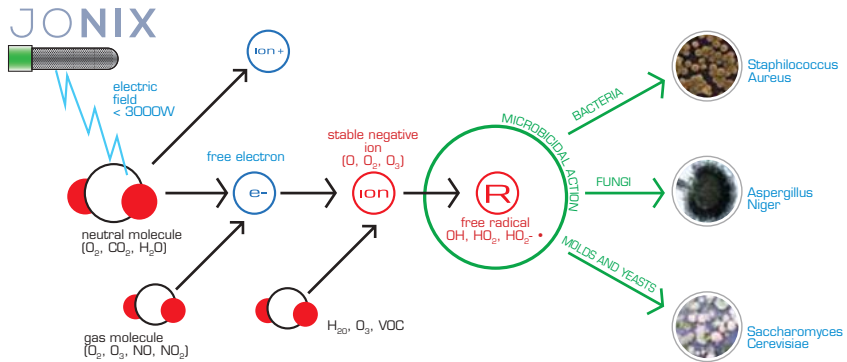 JONIX
electric
field
< 3000W
ion+
free electron
e-
stable negative
ion
(O, O₂, O₃)
ion
neutral molecule
(O₂, CO₂, H₂O)
gas molecule
(O₂, O₃, NO, NO₂)
H₂₀, O₃, VOC
MICROBICIDAL ACTION
R
free radical
OH, HO₂, HO₂- •
BACTERIA
Staphilococcus
Aureus
FUNGI
Aspergillus
Niger
MOLDS AND YEASTS
Saccharomyces
Cerevisiae